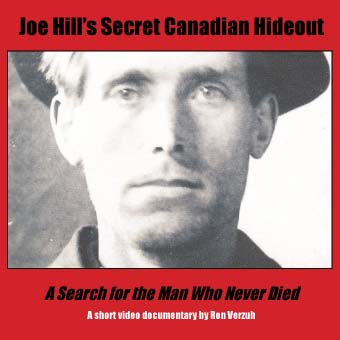 Joe Hill's Secret Canadian Hideout
A Search for the Man Who Never Died
A short video documentary by Ron Verzuh